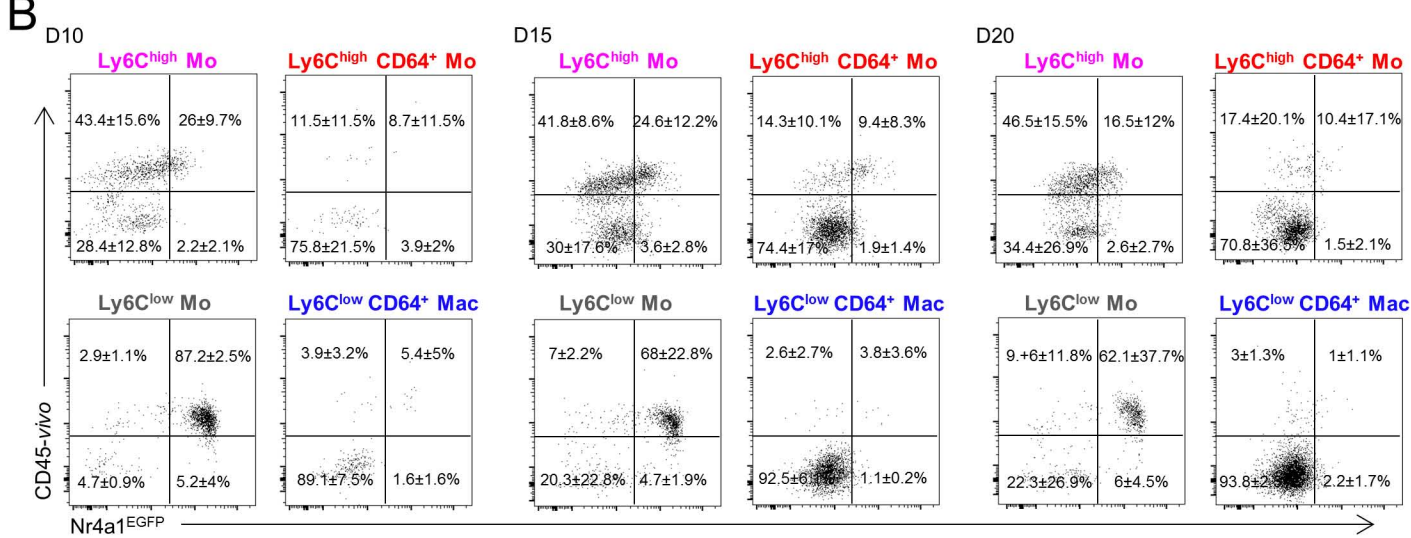 B
D10
D15
D20
Ly6Chigh Mo
Ly6Chigh CD64+ Mo
Ly6Chigh Mo
Ly6Chigh CD64+ Mo
Ly6Chigh Mo
Ly6Chigh CD64+ Mo
43.4±15.6% 26±9.7%
11.5±11.5% 8.7±11.5%
41.8±8.6% 24.6±12.2%
14.3±10.1% 9.4±8.3%
46.5±15.5% 16.5±12%
17.4±20.1% 10.4±17.1%
28.4±12.8% 2.2±2.1%
75.8±21.5% 3.9±2%
30±17.6% 3.6±2.8%
74.4±17% 1.9±1.4%
34.4±26.9% 2.6±2.7%
70.8±36.5% 1.5±2.1%
Ly6Clow Mo
Ly6Clow CD64+ Mac
Ly6Clow Mo
Ly6Clow CD64+ Mac
Ly6Clow Mo
Ly6Clow CD64+ Mac
2.9±1.1% 87.2±2.5%
3.9±3.2% 5.4±5%
7±2.2% 68±22.8%
2.6±2.7% 3.8±3.6%
9.+6±11.8% 62.1±37.7%
3±1.3% 1±1.1%
4.7±0.9% 5.2±4%
89.1±7.5% 1.6±1.6%
20.3±22.8% 4.7±1.9%
1.1±0.2%
22.3±26.9% 6±4.5%
2.2±1.7%
CD45-vivo
Nr4a1EGFP